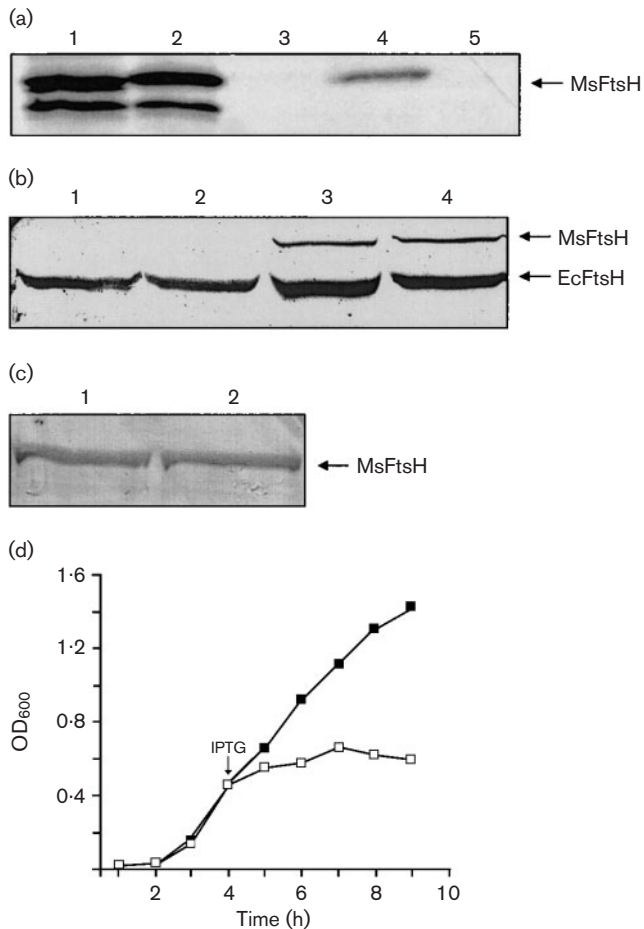 (a)
1 2 3 4 5
MsFtsH
(b)
1 2 3 4
MsFtsH
EcFtsH
(c)
1 2
MsFtsH
(d)
1·6
1·2
0·8
0·4
OD600
IPTG
2 4 6 8 10
Time (h)